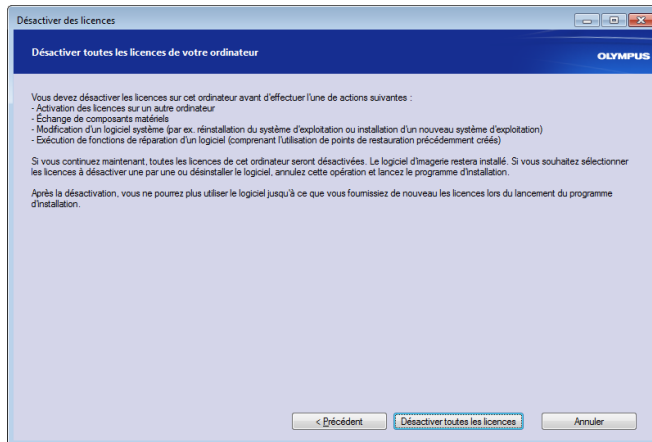 Désactiver des licences
Désactiver toutes les licences de votre ordinateur
OLYMPUS
Vous devez désactiver les licences sur cet ordinateur avant d'effectuer l'une de actions suivantes :
- Activation des licences sur un autre ordinateur
- Échange de composants matériels
- Modification d'un logiciel système (par ex. réinstallation du système d'exploitation ou installation d'un nouveau système d'exploitation)
- Exécution de fonctions de réparation d'un logiciel (comprenant l'utilisation de points de restauration précédemment créés)
Si vous continuez maintenant, toutes les licences de cet ordinateur seront désactivées. Le logiciel d'imagerie restera installé. Si vous souhaitez sélectionner
les licences à désactiver une par une ou désinstaller le logiciel, annulez cette opération et lancez le programme d'installation.
Après la désactivation, vous ne pourrez plus utiliser le logiciel jusqu'à ce que vous fournissiez de nouveau les licences lors du lancement du programme
d'installation.
< Précédent
Désactiver toutes les licences
Annuler